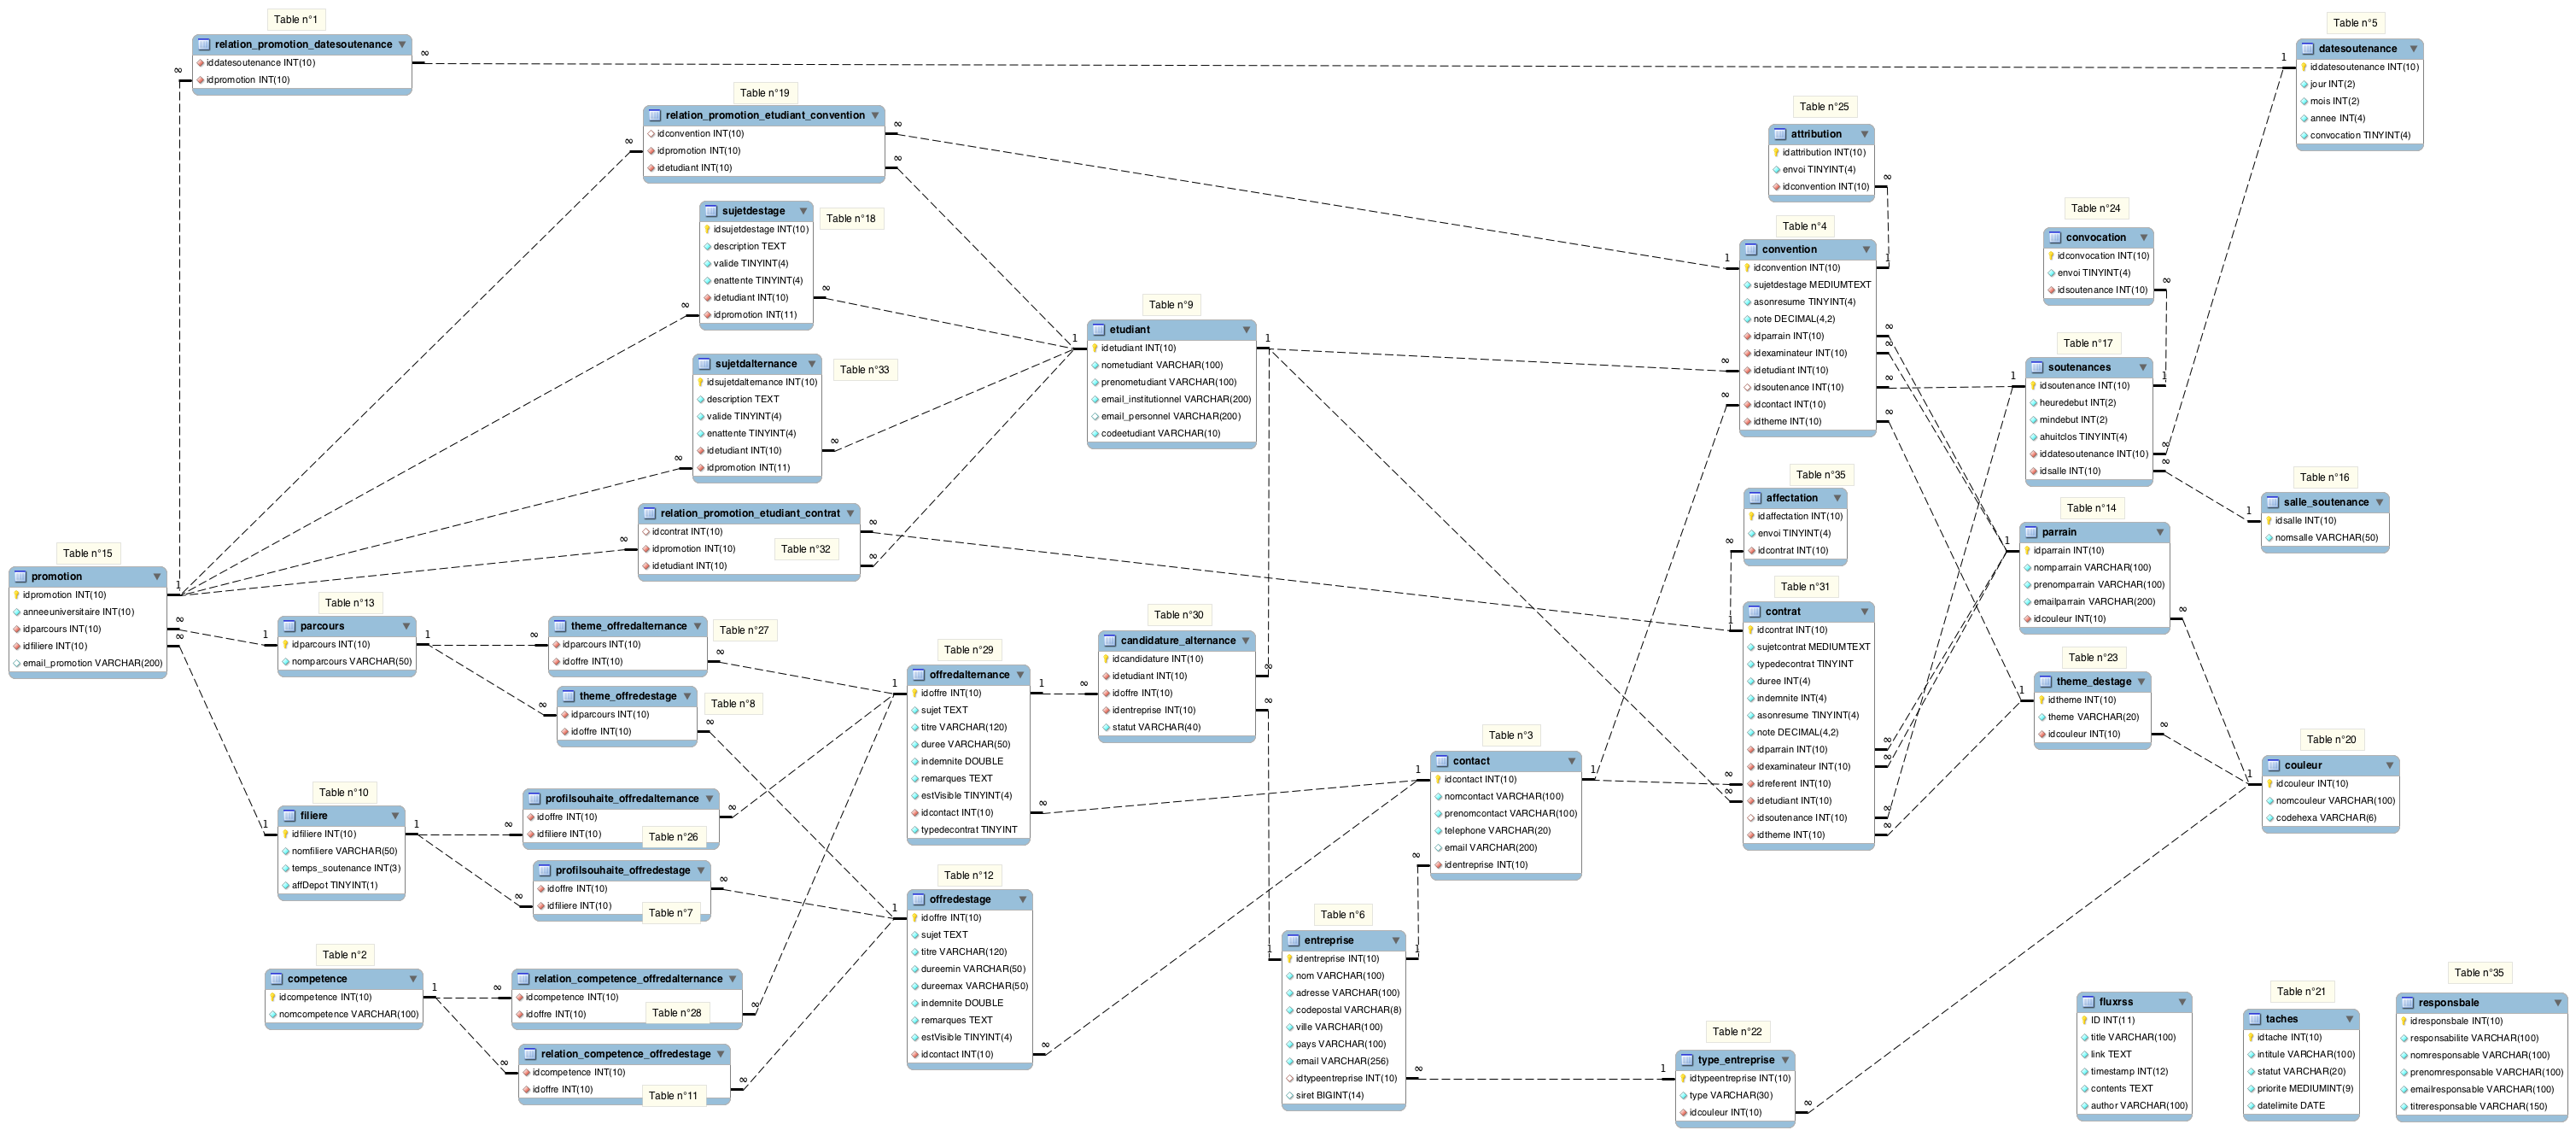 Table n°1
relation_promotion_datesoutenance
iddatesoutenance INT(10)
idpromotion INT(10)
∞
∞
Table n°5
datesoutenance
iddatesoutenance INT(10)
jour INT(2)
mois INT(2)
annee INT(4)
convocation TINYINT(4)
1
Table n°19
relation_promotion_etudiant_convention
idconvention INT(10)
idpromotion INT(10)
idetudiant INT(10)
∞
∞
∞
Table n°25
attribution
idattribution INT(10)
envoi TINYINT(4)
idconvention INT(10)
∞
Table n°18
sujetdestage
idsujetdestage INT(10)
description TEXT
valide TINYINT(4)
enattente TINYINT(4)
idetudiant INT(10)
idpromotion INT(11)
∞
∞
Table n°4
convention
idconvention INT(10)
sujetdestage MEDIUMTEXT
asonresume TINYINT(4)
note DECIMAL(4,2)
idparrain INT(10)
idexaminateur INT(10)
idetudiant INT(10)
idsoutenance INT(10)
idcontact INT(10)
idtheme INT(10)
1
1
∞
∞
∞
∞
∞
∞
Table n°24
convocation
idconvocation INT(10)
envoi TINYINT(4)
idsoutenance INT(10)
∞
Table n°9
etudiant
idetudiant INT(10)
nometudiant VARCHAR(100)
prenometudiant VARCHAR(100)
email_institutionnel VARCHAR(200)
email_personnel VARCHAR(200)
codeetudiant VARCHAR(10)
1
1
Table n°17
soutenances
idsoutenance INT(10)
heuredebut INT(2)
mindebut INT(2)
ahuitclos TINYINT(4)
iddatesoutenance INT(10)
idsalle INT(10)
1
1
∞
∞
Table n°33
sujetdalternance
idsujetdalternance INT(10)
description TEXT
valide TINYINT(4)
enattente TINYINT(4)
idetudiant INT(10)
idpromotion INT(11)
∞
∞
Table n°35
affectation
idaffectation INT(10)
envoi TINYINT(4)
idcontrat INT(10)
∞
Table n°16
salle_soutenance
idsalle INT(10)
nomsalle VARCHAR(50)
1
relation_promotion_etudiant_contrat
idcontrat INT(10)
idpromotion INT(10)
idetudiant INT(10)
Table n°32
∞
∞
∞
Table n°14
parrain
idparrain INT(10)
nomparrain VARCHAR(100)
prenomparrain VARCHAR(100)
emailparrain VARCHAR(200)
idcouleur INT(10)
1
∞
Table n°15
promotion
idpromotion INT(10)
anneeuniversitaire INT(10)
idparcours INT(10)
idfiliere INT(10)
email_promotion VARCHAR(200)
1
∞
∞
Table n°13
parcours
idparcours INT(10)
nomparcours VARCHAR(50)
1
1
theme_offredalternance
idparcours INT(10)
idoffre INT(10)
Table n°27
∞
∞
theme_offredestage
idparcours INT(10)
idoffre INT(10)
Table n°8
∞
∞
Table n°29
offredalternance
idoffre INT(10)
sujet TEXT
titre VARCHAR(120)
duree VARCHAR(50)
indemnite DOUBLE
remarques TEXT
estVisible TINYINT(4)
idcontact INT(10)
typedecontrat TINYINT
1
1
∞
Table n°30
candidature_alternance
idcandidature INT(10)
idetudiant INT(10)
idoffre INT(10)
identreprise INT(10)
statut VARCHAR(40)
∞
∞
∞
Table n°31
contrat
idcontrat INT(10)
sujetcontrat MEDIUMTEXT
typedecontrat TINYINT
duree INT(4)
indemnite INT(4)
asonresume TINYINT(4)
note DECIMAL(4,2)
idparrain INT(10)
idexaminateur INT(10)
idreferent INT(10)
idetudiant INT(10)
idsoutenance INT(10)
idtheme INT(10)
1
∞
∞
∞
∞
∞
∞
Table n°23
theme_destage
idtheme INT(10)
theme VARCHAR(20)
idcouleur INT(10)
1
∞
Table n°20
couleur
idcouleur INT(10)
nomcouleur VARCHAR(100)
codehexa VARCHAR(6)
1
Table n°3
contact
idcontact INT(10)
nomcontact VARCHAR(100)
prenomcontact VARCHAR(100)
telephone VARCHAR(20)
email VARCHAR(200)
identreprise INT(10)
1
1
∞
Table n°10
filiere
idfiliere INT(10)
nomfiliere VARCHAR(50)
temps_soutenance INT(3)
affDepot TINYINT(1)
1
1
profilsouhaite_offredalternance
idoffre INT(10)
idfiliere INT(10)
Table n°26
∞
∞
profilsouhaite_offredestage
idoffre INT(10)
idfiliere INT(10)
Table n°7
∞
∞
Table n°12
offredestage
idoffre INT(10)
sujet TEXT
titre VARCHAR(120)
dureemin VARCHAR(50)
dureemax VARCHAR(50)
indemnite DOUBLE
remarques TEXT
estVisible TINYINT(4)
idcontact INT(10)
1
∞
Table n°6
entreprise
identreprise INT(10)
nom VARCHAR(100)
adresse VARCHAR(100)
codepostal VARCHAR(8)
ville VARCHAR(100)
pays VARCHAR(100)
email VARCHAR(256)
idtypeentreprise INT(10)
siret BIGINT(14)
1
1
∞
Table n°2
competence
idcompetence INT(10)
nomcompetence VARCHAR(100)
1
relation_competence_offredalternance
idcompetence INT(10)
idoffre INT(10)
Table n°28
∞
∞
relation_competence_offredestage
idcompetence INT(10)
idoffre INT(10)
Table n°11
∞
∞
Table n°22
type_entreprise
idtypeentreprise INT(10)
type VARCHAR(30)
idcouleur INT(10)
1
∞
fluxrss
ID INT(11)
title VARCHAR(100)
link TEXT
timestamp INT(12)
contents TEXT
author VARCHAR(100)
Table n°21
taches
idtache INT(10)
intitule VARCHAR(100)
statut VARCHAR(20)
priorite MEDIUMINT(9)
datelimite DATE
Table n°35
responsbale
idresponsbale INT(10)
responsabilite VARCHAR(100)
nomresponsable VARCHAR(100)
prenomresponsable VARCHAR(100)
emailresponsable VARCHAR(100)
titreresponsable VARCHAR(150)